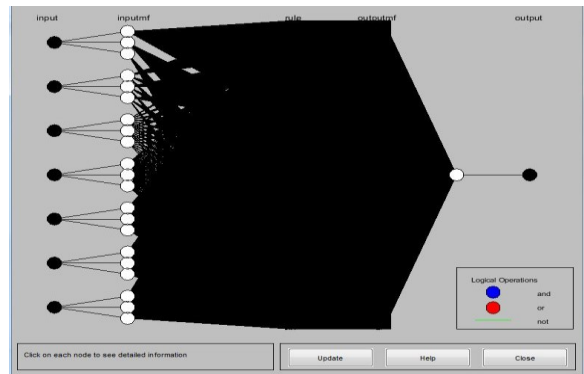 input inputmf rule outputmf output
Logical Operations
and
or
not
Click on each node to see detailed information
Update Help Close